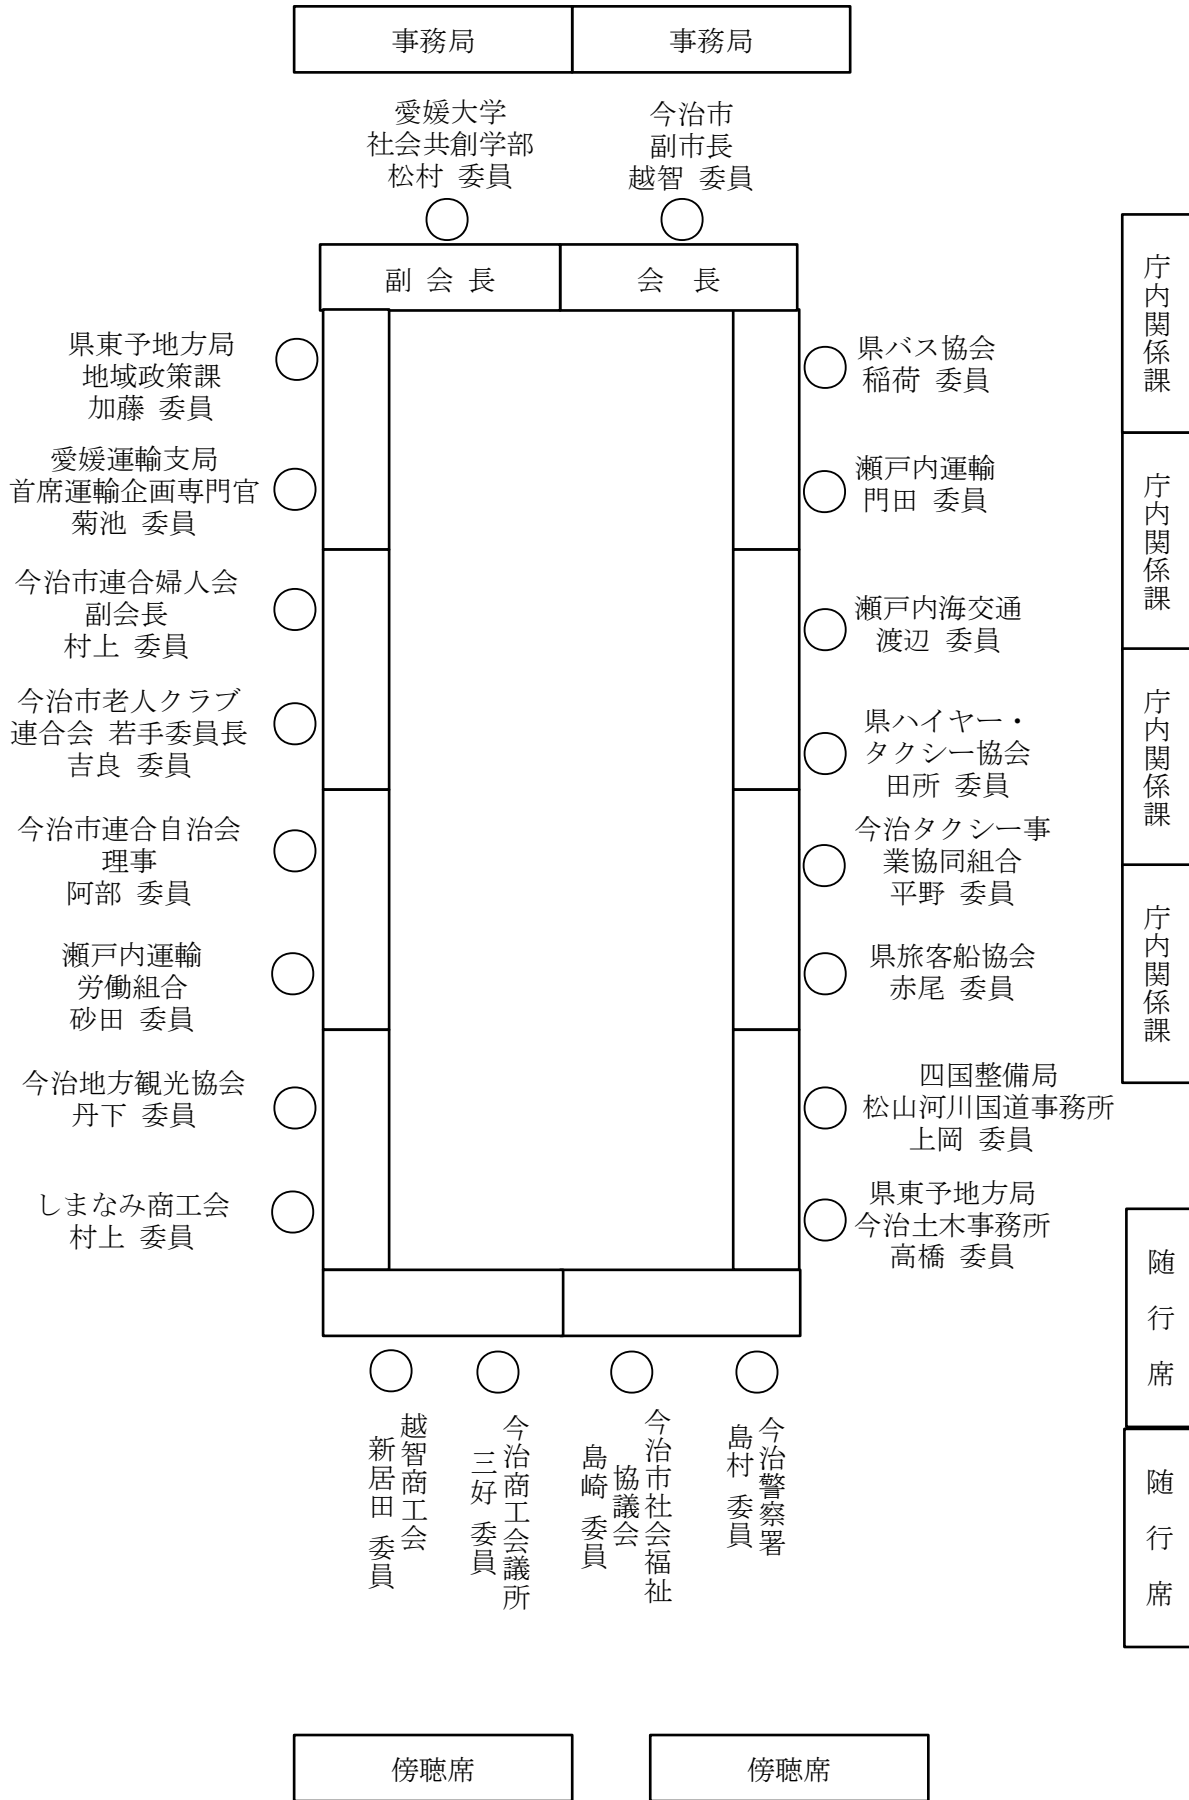 事務局
事務局
愛媛大学
社会共創学部
松村 委員
今治市
副市長
越智 委員
副会長
会 長
県東予地方局
地域政策課
加藤 委員
愛媛運輸支局
首席運輸企画専門官
菊池 委員
今治市連合婦人会
副会長
村上 委員
今治市老人クラブ
連合会 若手委員長
吉良 委員
今治市連合自治会
理事
阿部 委員
瀬戸内運輸
労働組合
砂田 委員
今治地方観光協会
丹下 委員
しまなみ商工会
村上 委員
県バス協会
稲荷 委員
瀬戸内運輸
門田 委員
瀬戸内海交通
渡辺 委員
県ハイヤー・
タクシー協会
田所 委員
今治タクシー事
業協同組合
平野 委員
県旅客船協会
赤尾 委員
四国整備局
松山河川国道事務所
上岡 委員
県東予地方局
今治土木事務所
高橋 委員
越智商工会
新居田 委員
今治商工会議所
三好 委員
今治市社会福祉
協議会
島崎 委員
今治警察署
島村 委員
庁内関係課
庁内関係課
庁内関係課
庁内関係課
随行席
随行席
傍聴席
傍聴席